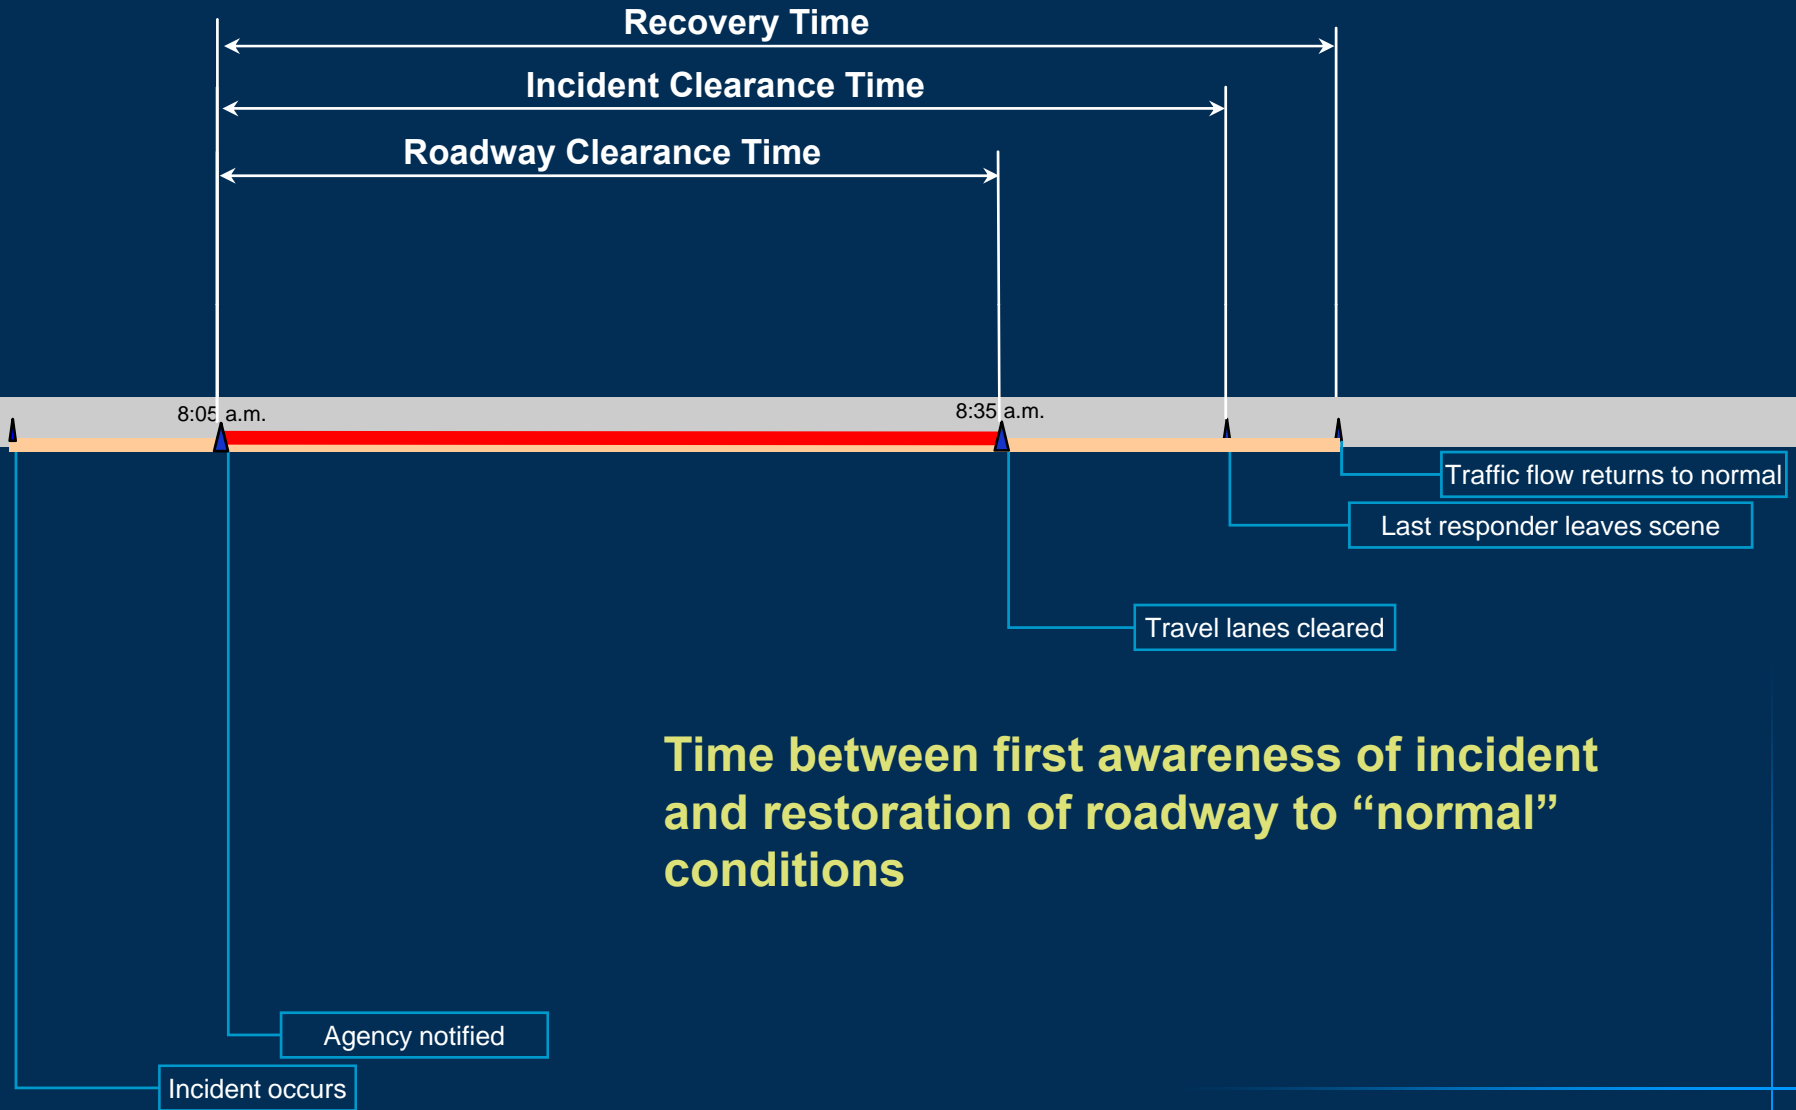 Recovery Time
Incident Clearance Time
Roadway Clearance Time
8:05 a.m.
8:35 a.m.
Traffic flow returns to normal
Last responder leaves scene
Travel lanes cleared
Time between first awareness of incident
and restoration of roadway to “normal”
conditions
Agency notified
Incident occurs